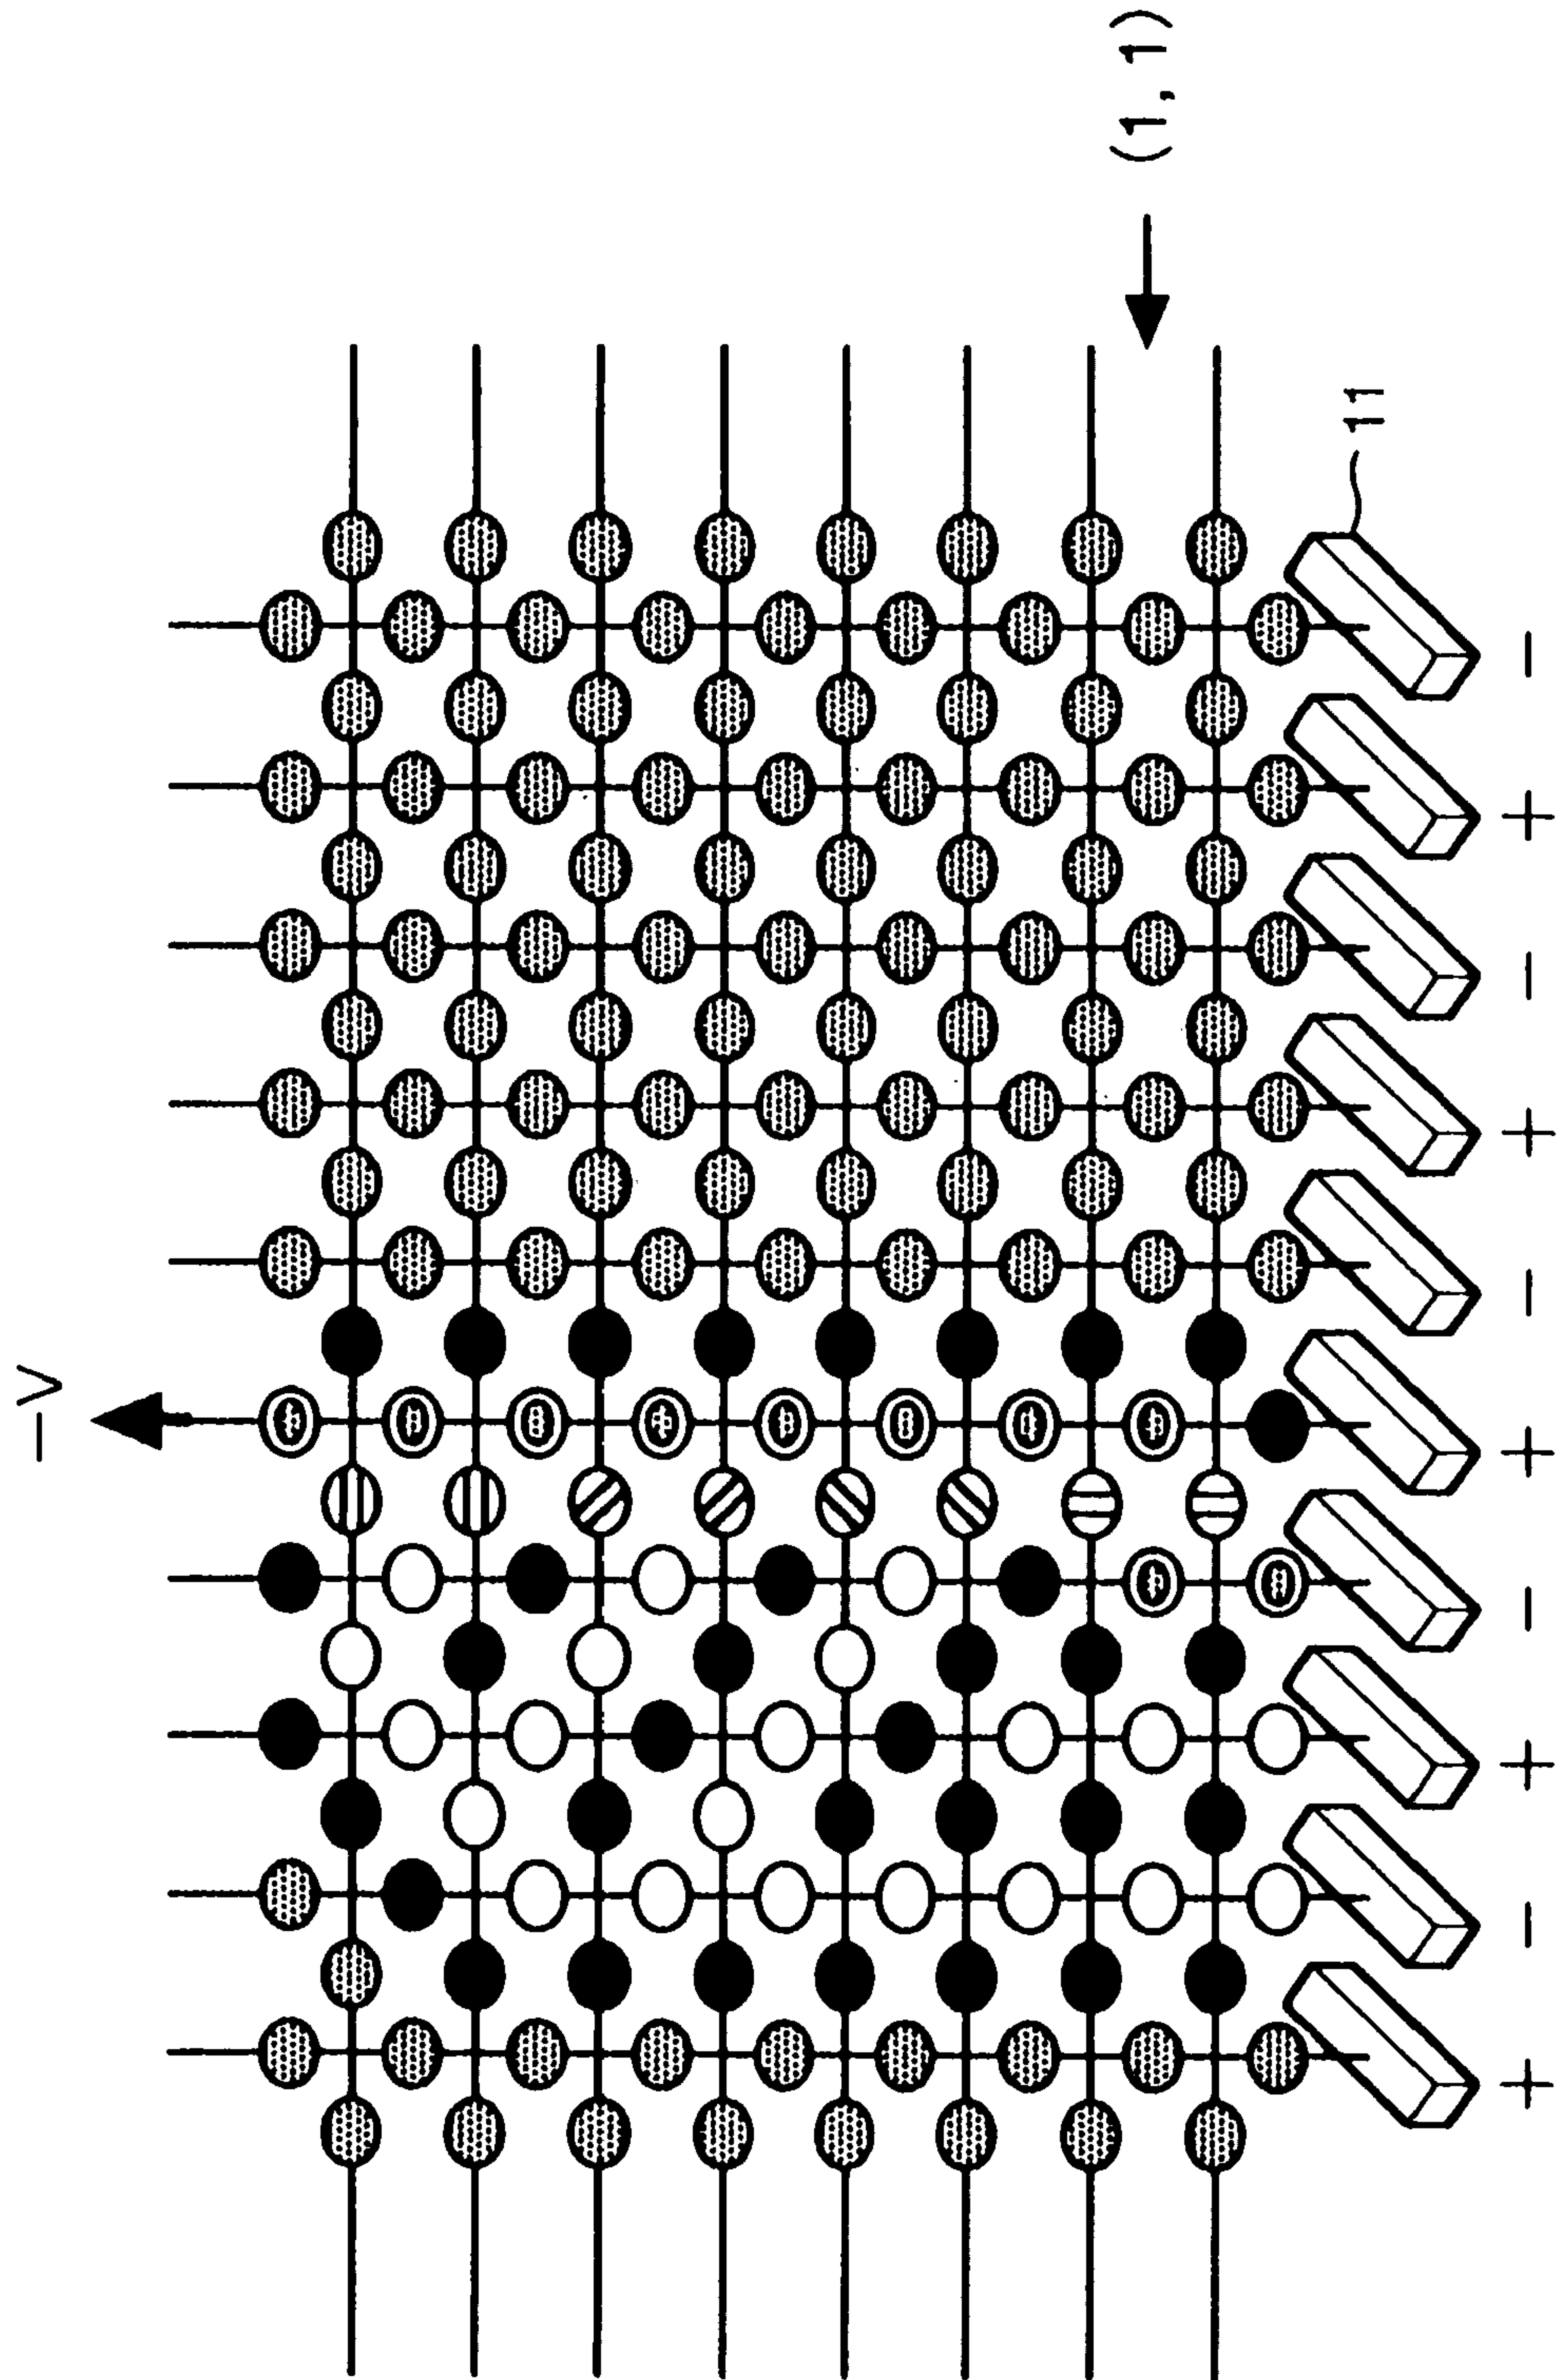 −V
(1, 1)
11
− + − + − + − + − +